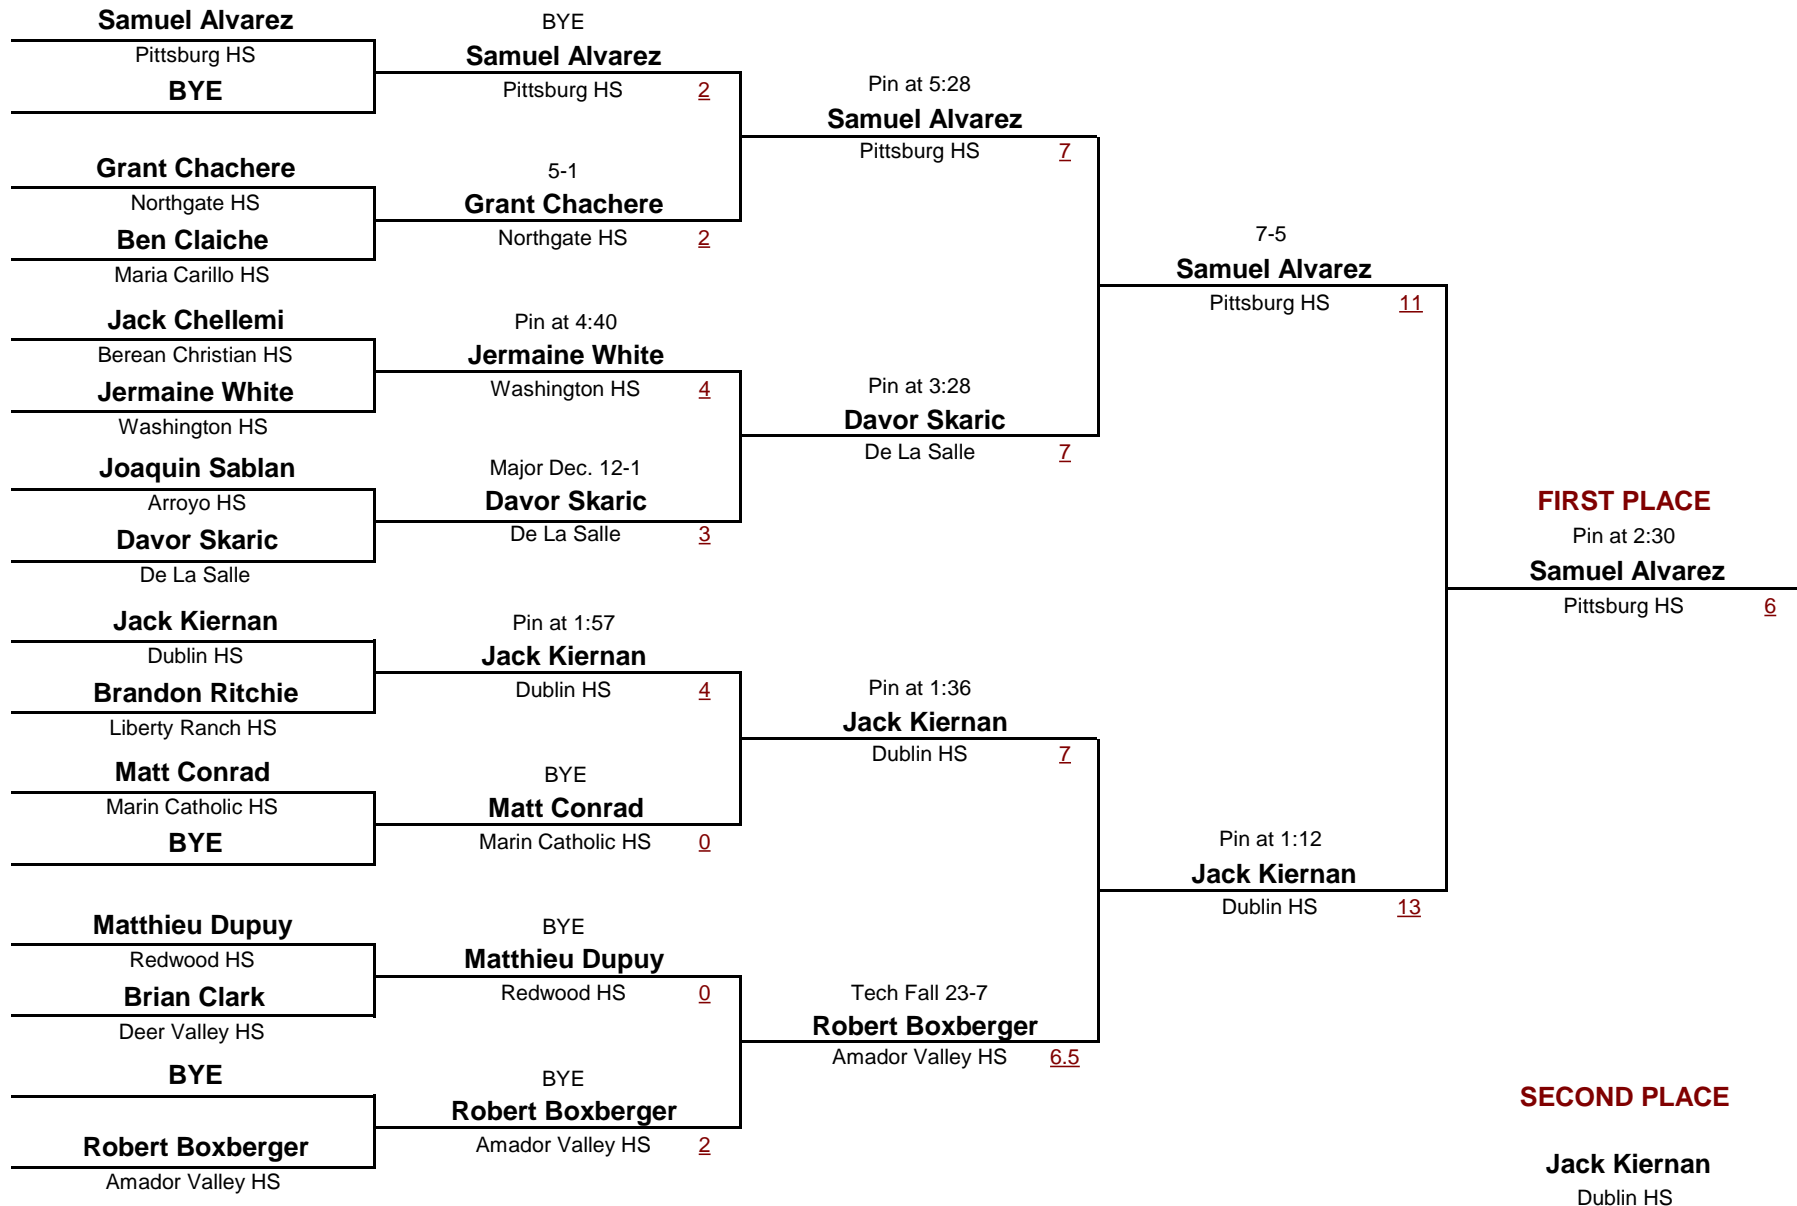 Samuel Alvarez
Pittsburg HS
BYE
Grant Chachere
Northgate HS
Ben Claiche
Maria Carillo HS
Jack Chellemi
Berean Christian HS
Jermaine White
Washington HS
Joaquin Sablan
Arroyo HS
Davor Skaric
De La Salle
Jack Kiernan
Dublin HS
Brandon Ritchie
Liberty Ranch HS
Matt Conrad
Marin Catholic HS
BYE
Matthieu Dupuy
Redwood HS
Brian Clark
Deer Valley HS
BYE
Robert Boxberger
Amador Valley HS
BYE
Samuel Alvarez
Pittsburg HS 2
5-1
Grant Chachere
Northgate HS 2
Pin at 4:40
Jermaine White
Washington HS 4
Major Dec. 12-1
Davor Skaric
De La Salle 3
Pin at 1:57
Jack Kiernan
Dublin HS 4
BYE
Matt Conrad
Marin Catholic HS 0
BYE
Matthieu Dupuy
Redwood HS 0
BYE
Robert Boxberger
Amador Valley HS 2
Pin at 5:28
Samuel Alvarez
Pittsburg HS 7
Pin at 3:28
Davor Skaric
De La Salle 7
Pin at 1:36
Jack Kiernan
Dublin HS 7
Tech Fall 23-7
Robert Boxberger
Amador Valley HS 6.5
7-5
Samuel Alvarez
Pittsburg HS 11
Pin at 1:12
Jack Kiernan
Dublin HS 13
FIRST PLACE
Pin at 2:30
Samuel Alvarez
Pittsburg HS 6
SECOND PLACE
Jack Kiernan
Dublin HS